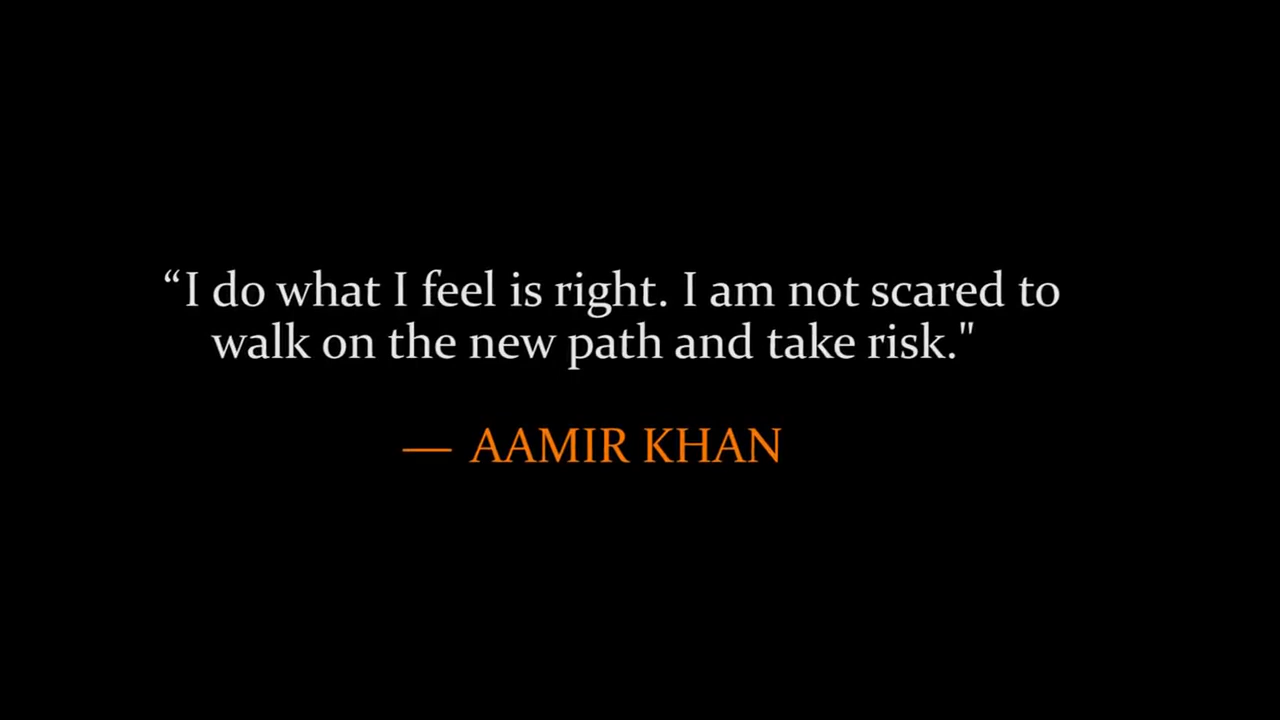 “I do what I feel is right. I am not scared to
walk on the new path and take risk."
— AAMIR KHAN